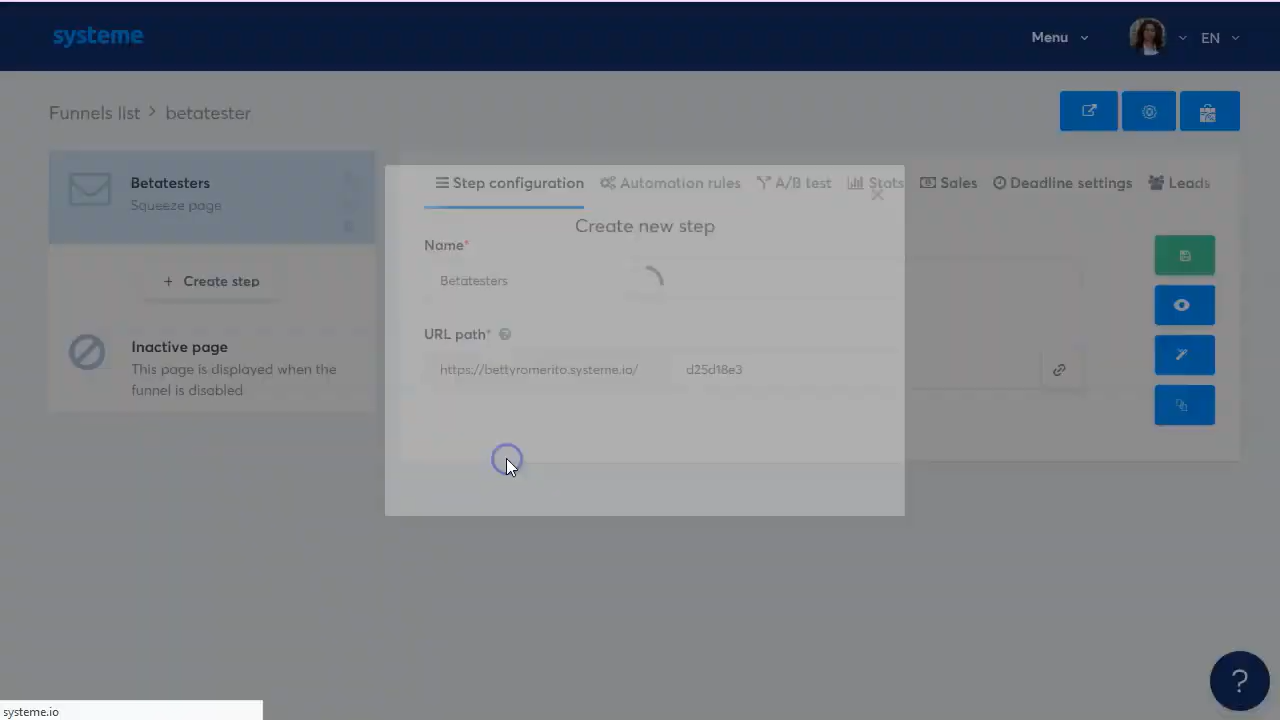 systeme
Menu
EN
Funnels list > betatester
Betatesters
Squeeze page
+ Create step
Inactive page
This page is displayed when the
funnel is disabled
Step configuration
Automation rules
A/B test
Stats
Sales
Deadline settings
Leads
Create new step
Name*
Betatesters
URL path*
https://bettyromerito.systeme.io/
d25d18e3
?
systeme.io